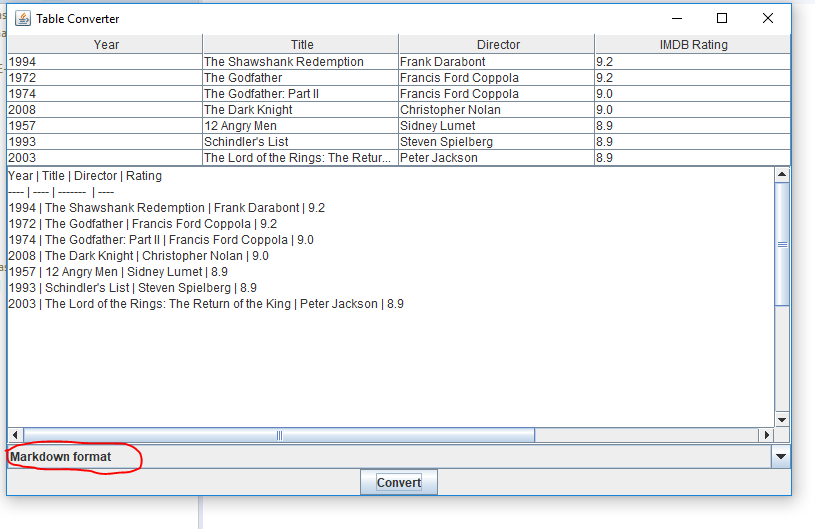 Table Converter
Year Title Director IMDB Rating
1994 The Shawshank Redemption Frank Darabont 9.2
1972 The Godfather Francis Ford Coppola 9.2
1974 The Godfather: Part II Francis Ford Coppola 9.0
2008 The Dark Knight Christopher Nolan 9.0
1957 12 Angry Men Sidney Lumet 8.9
1993 Schindler's List Steven Spielberg 8.9
2003 The Lord of the Rings: The Retur... Peter Jackson 8.9
Year | Title | Director | Rating
---- | ---- | ------- | ----
1994 | The Shawshank Redemption | Frank Darabont | 9.2
1972 | The Godfather | Francis Ford Coppola | 9.2
1974 | The Godfather: Part II | Francis Ford Coppola | 9.0
2008 | The Dark Knight | Christopher Nolan | 9.0
1957 | 12 Angry Men | Sidney Lumet | 8.9
1993 | Schindler's List | Steven Spielberg | 8.9
2003 | The Lord of the Rings: The Return of the King | Peter Jackson | 8.9
Markdown format
Convert